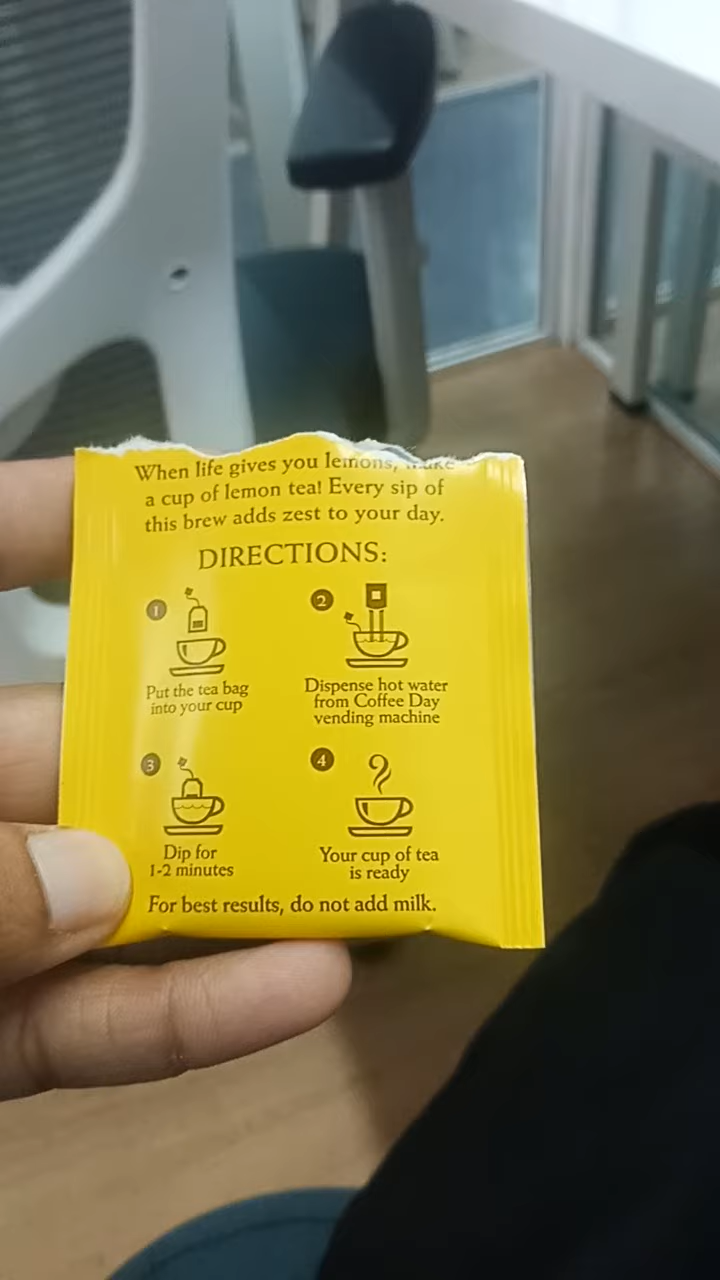 When life gives you lemons, make
a cup of lemon tea! Every sip of
this brew adds zest to your day.
DIRECTIONS:
1
Put the tea bag
into your cup
2
Dispense hot water
from Coffee Day
vending machine
3
Dip for
1-2 minutes
4
Your cup of tea
is ready
For best results, do not add milk.